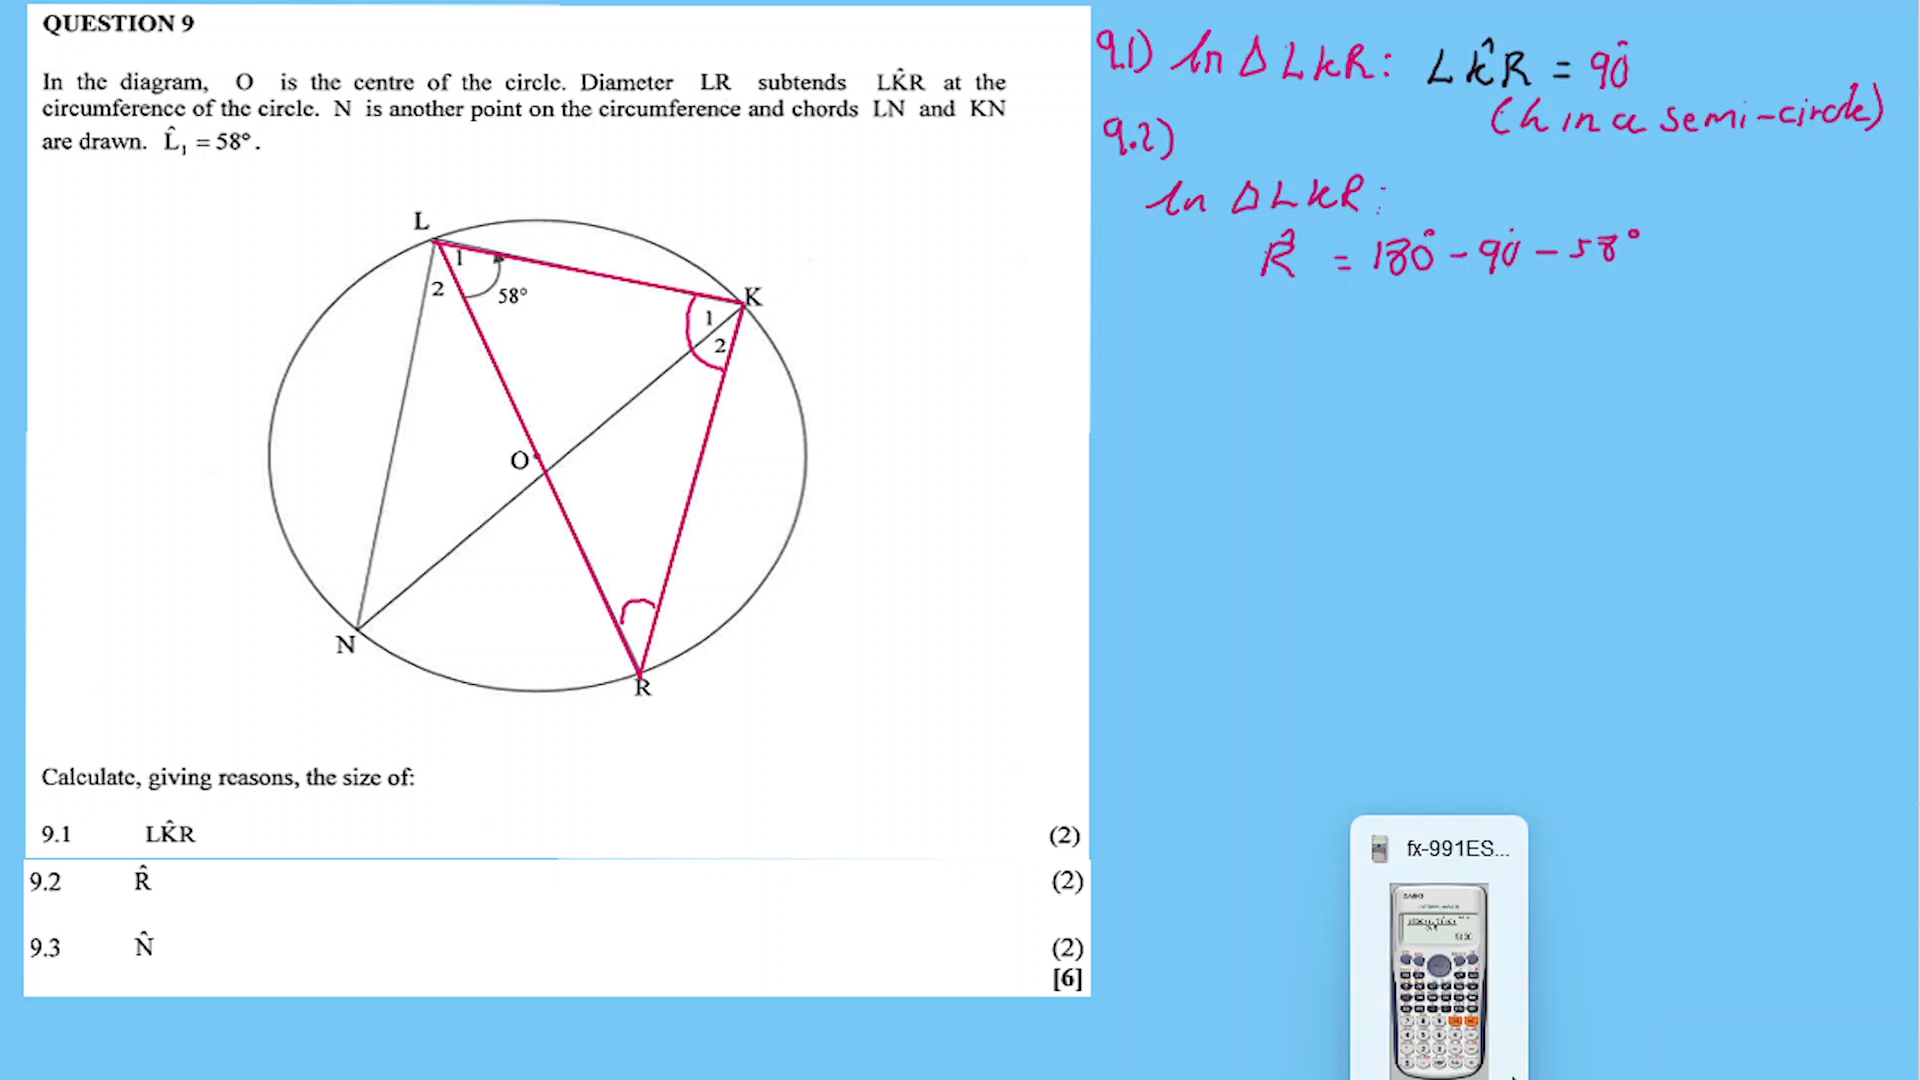 QUESTION 9
In the diagram, O is the centre of the circle. Diameter LR subtends LK̂R at the
circumference of the circle. N is another point on the circumference and chords LN and KN
are drawn. L̂₁ = 58°.
L
1
2
58°
K
1
2
O
N
R
Calculate, giving reasons, the size of:
9.1 LK̂R (2)
9.2 R̂ (2)
9.3 N̂ (2)
[6]
9.1) In Δ LKR: LK̂R = 90°
in a semi-circle)
9.2)
In Δ LKR:
R̂ = 180° - 90° - 58°
fx-991ES...